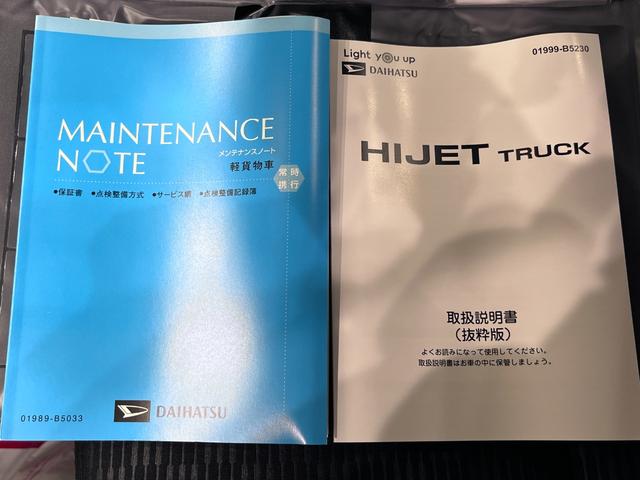 MAINTENANCE
NOTE
メンテナンスノート
軽貨物車
常時
携行
●保証書 ●点検整備方式 ●サービス網 ●点検整備記録簿
DAIHATSU
01989-B5033
Light you up
DAIHATSU
01999-B5230
HIJET TRUCK
取扱説明書
（抜粋版）
よくお読みになって使用してください。
取扱説明書はお車の中に保管しましょう。